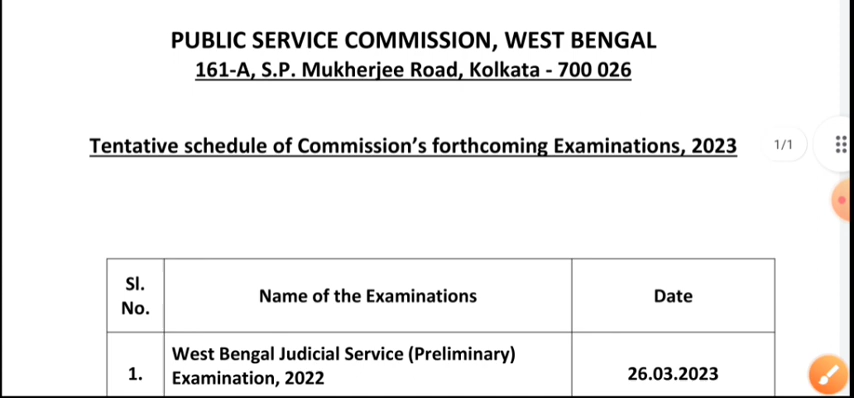 PUBLIC SERVICE COMMISSION, WEST BENGAL
161-A, S.P. Mukherjee Road, Kolkata - 700 026
Tentative schedule of Commission’s forthcoming Examinations, 2023
1/1
Sl.
No.
Name of the Examinations
Date
1.
West Bengal Judicial Service (Preliminary)
Examination, 2022
26.03.2023